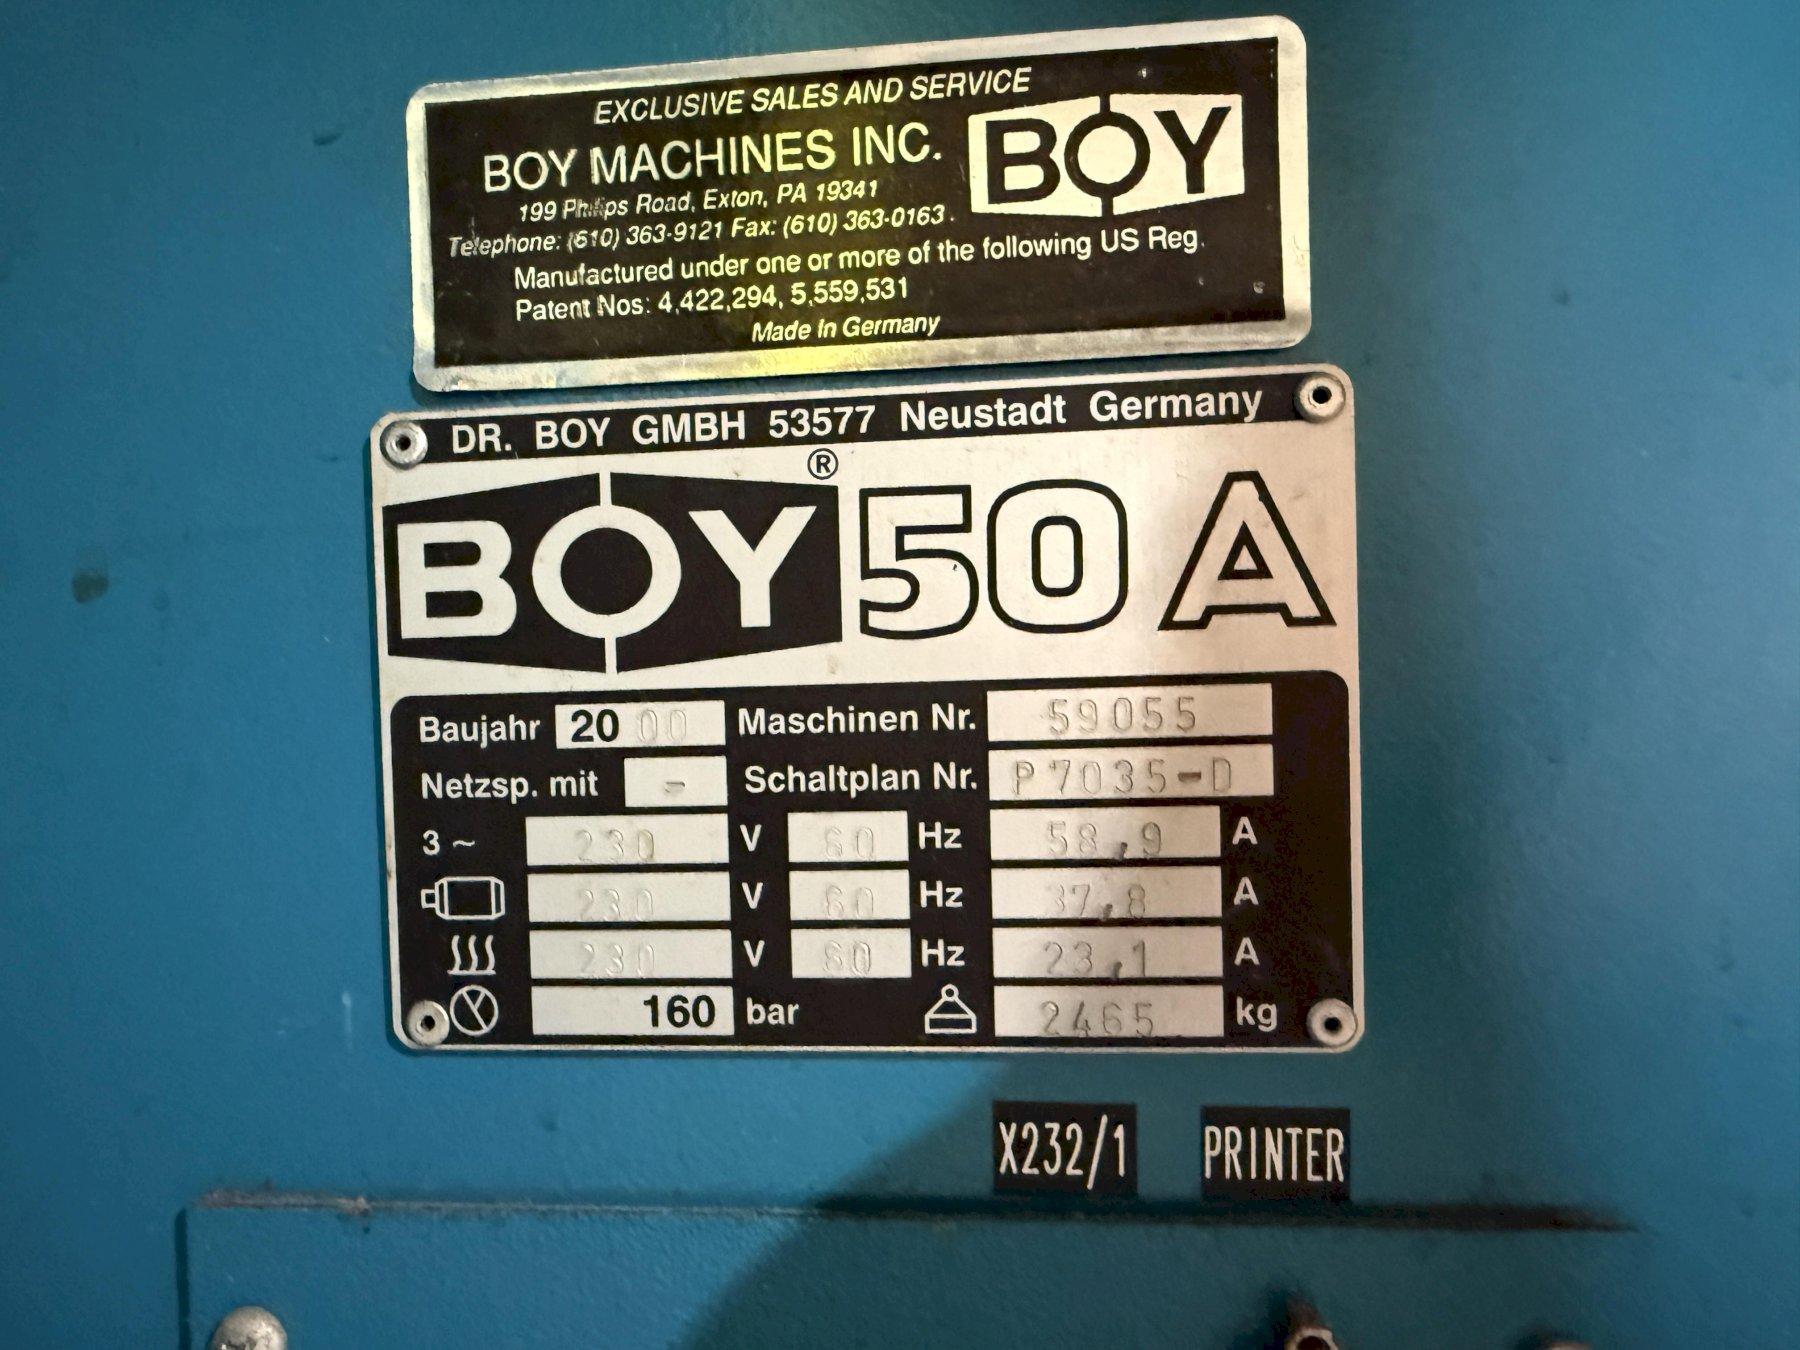 EXCLUSIVE SALES AND SERVICE
BOY MACHINES INC.
BOY
199 Philips Road, Exton, PA 19341
Telephone: (610) 363-9121 Fax: (610) 363-0163.
Manufactured under one or more of the following US Reg.
Patent Nos: 4,422,294, 5,559,531
Made In Germany
DR. BOY GMBH 53577 Neustadt Germany
BOY ® 50 A
Baujahr 2000 Maschinen Nr. 59055
Netzsp. mit - Schaltplan Nr. P7035-D
3 ~ 230 V 60 Hz 58,9 A
230 V 60 Hz 37,8 A
230 V 60 Hz 23,1 A
160 bar 2465 kg
X232/1 PRINTER